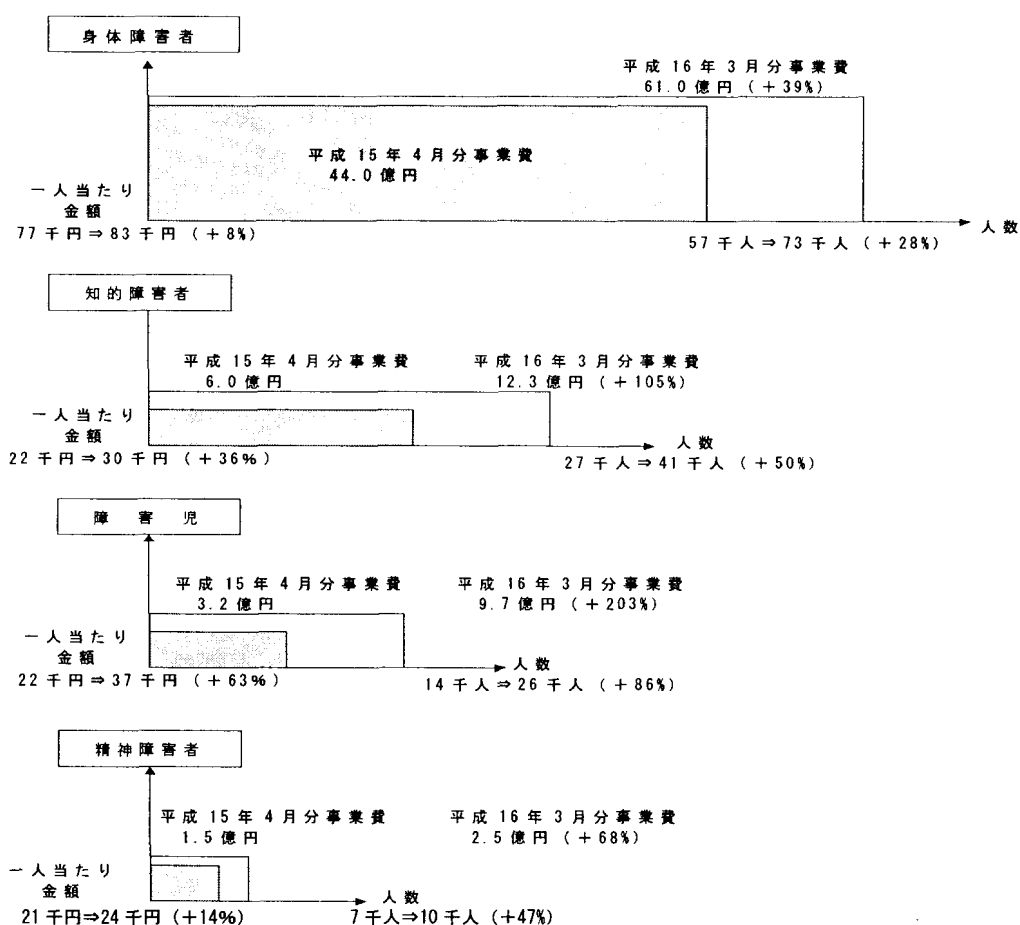 身体障害者
平成16年3月分事業費
61.0億円 (+39%)
平成15年4月分事業費
44.0億円
一人当たり
金額
77千円⇒83千円 (+8%)
人数
57千人⇒73千人 (+28%)
知的障害者
平成15年4月分事業費
6.0億円
平成16年3月分事業費
12.3億円 (+105%)
一人当たり
金額
22千円⇒30千円 (+36%)
人数
27千人⇒41千人 (+50%)
障害児
平成15年4月分事業費
3.2億円
平成16年3月分事業費
9.7億円 (+203%)
一人当たり
金額
22千円⇒37千円 (+63%)
人数
14千人⇒26千人 (+86%)
精神障害者
平成15年4月分事業費
1.5億円
平成16年3月分事業費
2.5億円 (+68%)
一人当たり
金額
21千円⇒24千円 (+14%)
人数
7千人⇒10千人 (+47%)